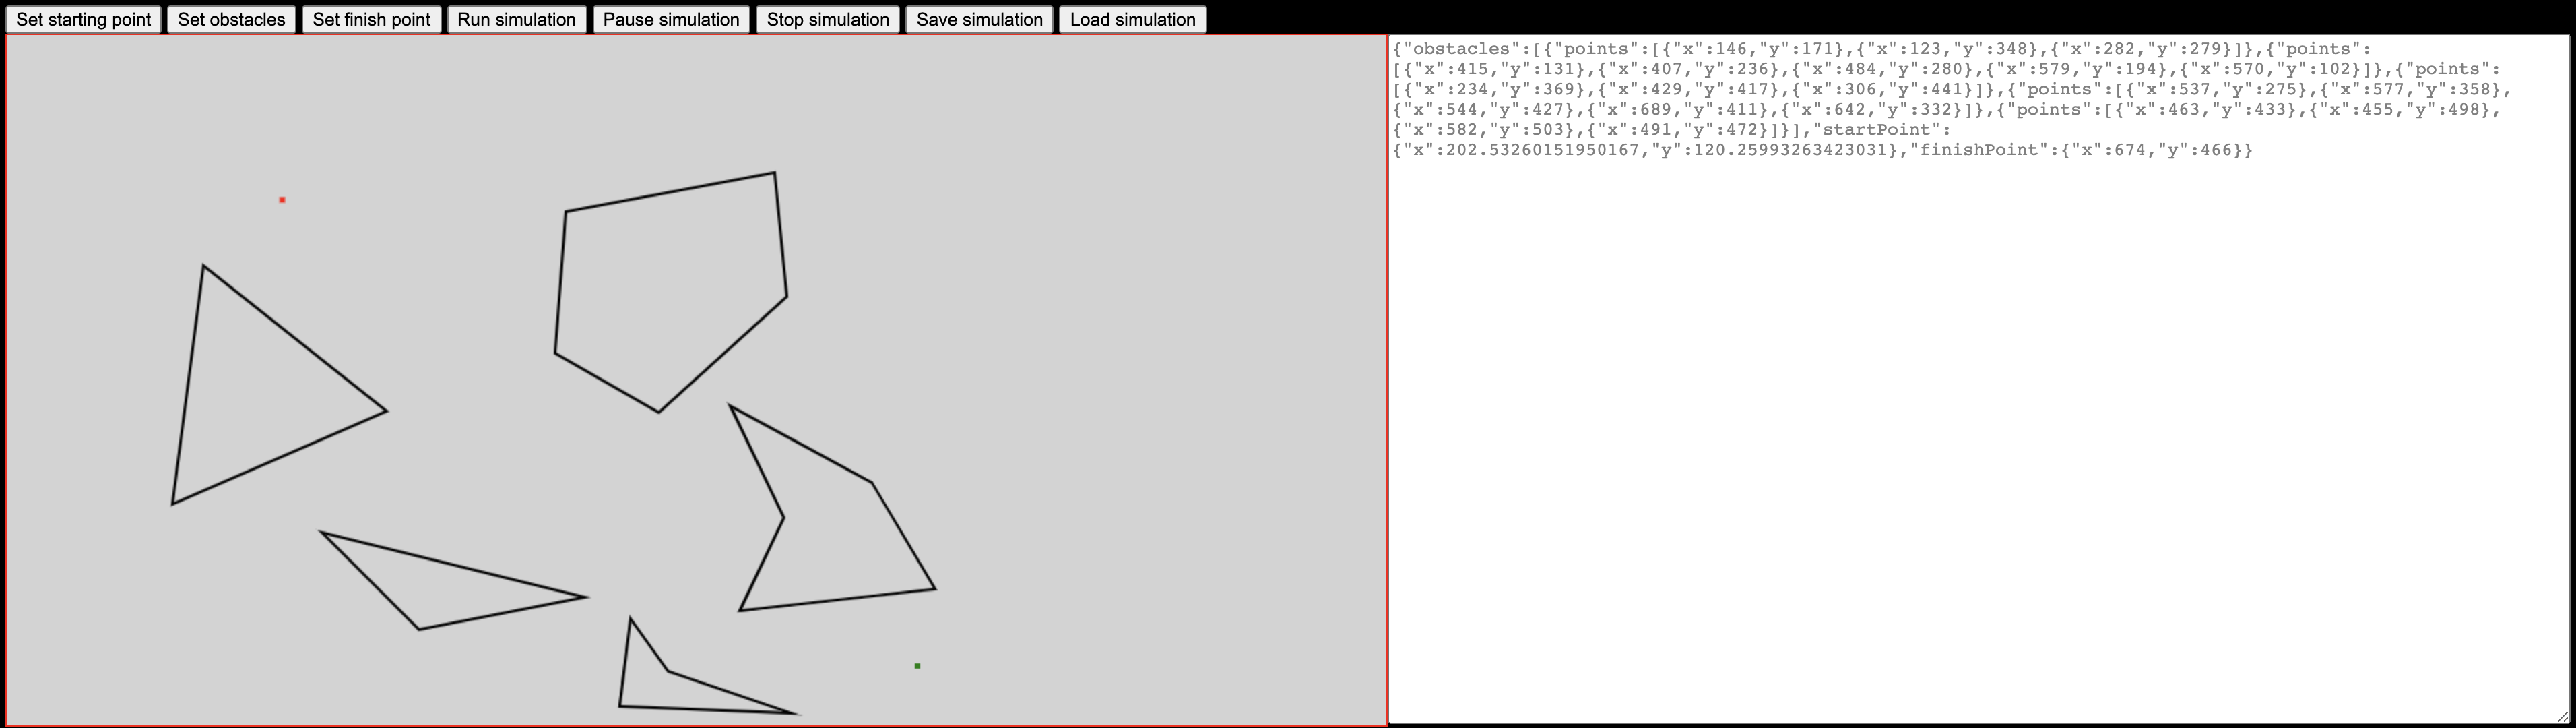 Set starting point Set obstacles Set finish point Run simulation Pause simulation Stop simulation Save simulation Load simulation
{"obstacles":[{"points":[{"x":146,"y":171},{"x":123,"y":348},{"x":282,"y":279}]},{"points":
[{"x":415,"y":131},{"x":407,"y":236},{"x":484,"y":280},{"x":579,"y":194},{"x":570,"y":102}]},{"points":
[{"x":234,"y":369},{"x":429,"y":417},{"x":306,"y":441}]},{"points":[{"x":537,"y":275},{"x":577,"y":358},
{"x":544,"y":427},{"x":689,"y":411},{"x":642,"y":332}]},{"points":[{"x":463,"y":433},{"x":455,"y":498},
{"x":582,"y":503},{"x":491,"y":472}]}],"startPoint":
{"x":202.53260151950167,"y":120.25993263423031},"finishPoint":{"x":674,"y":466}}